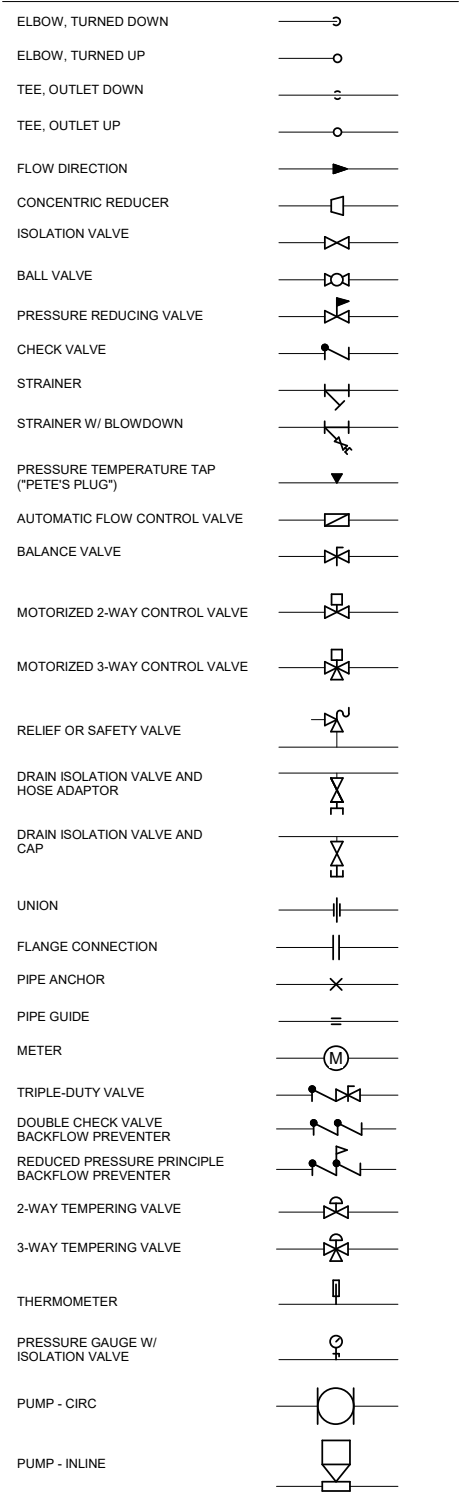 ELBOW, TURNED DOWN
ELBOW, TURNED UP
TEE, OUTLET DOWN
TEE, OUTLET UP
FLOW DIRECTION
CONCENTRIC REDUCER
ISOLATION VALVE
BALL VALVE
PRESSURE REDUCING VALVE
CHECK VALVE
STRAINER
STRAINER W/ BLOWDOWN
PRESSURE TEMPERATURE TAP
("PETE'S PLUG")
AUTOMATIC FLOW CONTROL VALVE
BALANCE VALVE
MOTORIZED 2-WAY CONTROL VALVE
MOTORIZED 3-WAY CONTROL VALVE
RELIEF OR SAFETY VALVE
DRAIN ISOLATION VALVE AND
HOSE ADAPTOR
DRAIN ISOLATION VALVE AND
CAP
UNION
FLANGE CONNECTION
PIPE ANCHOR
PIPE GUIDE
METER
M
TRIPLE-DUTY VALVE
DOUBLE CHECK VALVE
BACKFLOW PREVENTER
REDUCED PRESSURE PRINCIPLE
BACKFLOW PREVENTER
2-WAY TEMPERING VALVE
3-WAY TEMPERING VALVE
THERMOMETER
PRESSURE GAUGE W/
ISOLATION VALVE
PUMP - CIRC
PUMP - INLINE